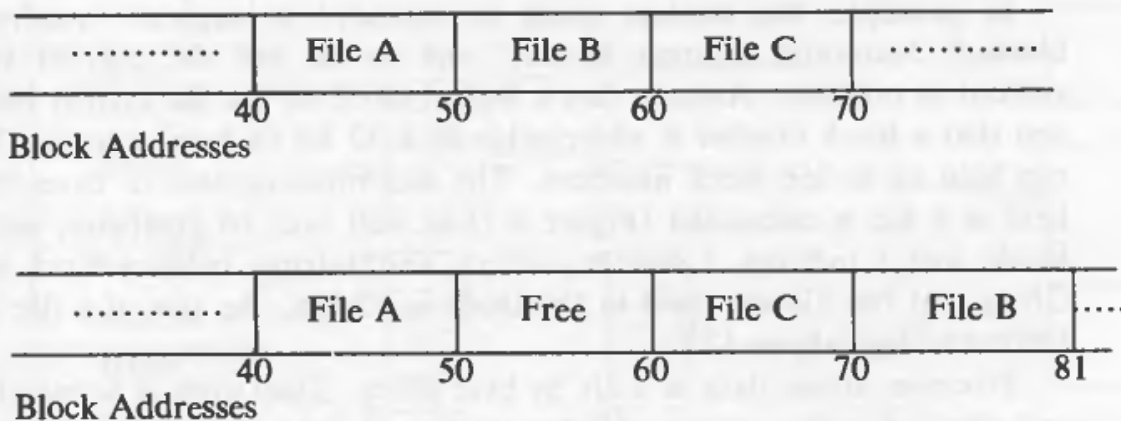 ............ File A File B File C ............
40 50 60 70
Block Addresses
............ File A Free File C File B ....
40 50 60 70 81
Block Addresses